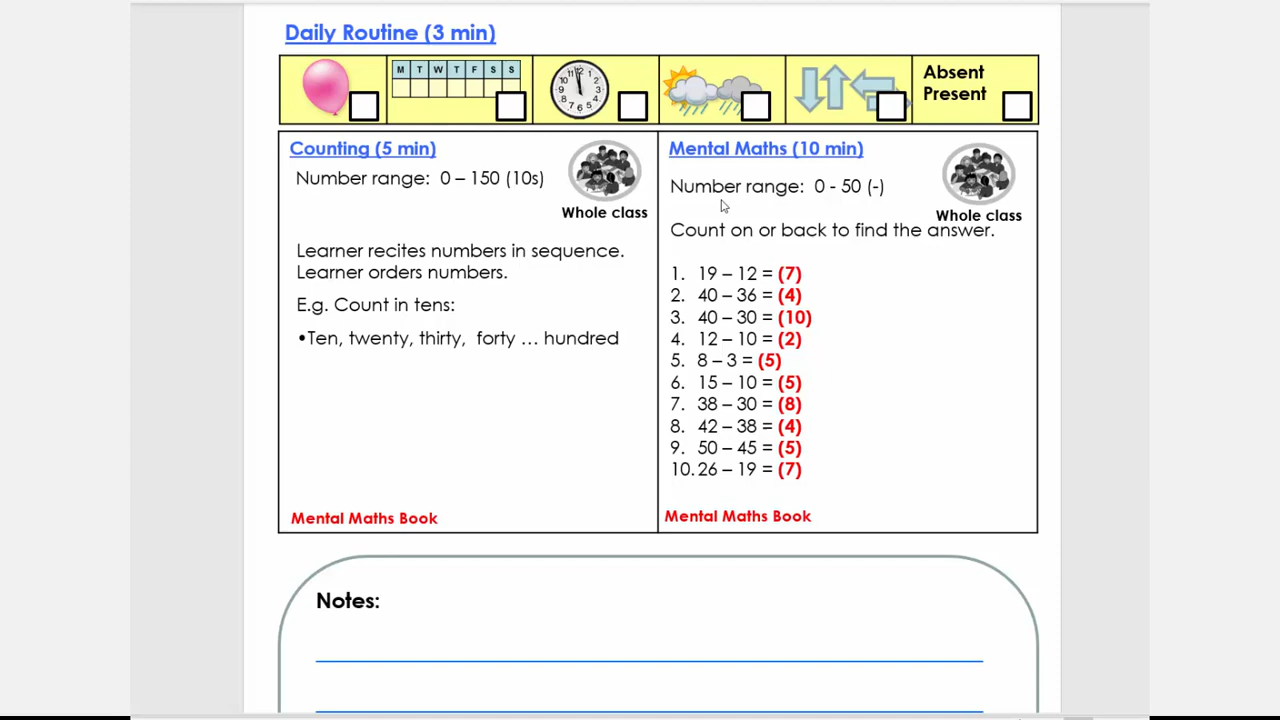 Daily Routine (3 min)
M T W T F S S
Absent
Present
Counting (5 min)
Number range: 0 – 150 (10s)
Whole class
Learner recites numbers in sequence.
Learner orders numbers.
E.g. Count in tens:
•Ten, twenty, thirty, forty … hundred
Mental Maths Book
Mental Maths (10 min)
Number range: 0 - 50 (-)
Whole class
Count on or back to find the answer.
1. 19 – 12 = (7)
2. 40 – 36 = (4)
3. 40 – 30 = (10)
4. 12 – 10 = (2)
5. 8 – 3 = (5)
6. 15 – 10 = (5)
7. 38 – 30 = (8)
8. 42 – 38 = (4)
9. 50 – 45 = (5)
10. 26 – 19 = (7)
Mental Maths Book
Notes: